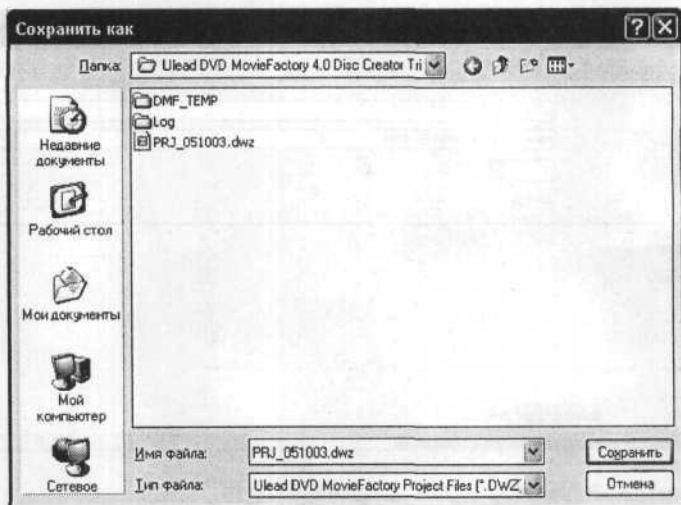 Сохранить как
Папка: Ulead DVD MovieFactory 4.0 Disc Creator Tri
DMF_TEMP
Log
PRJ_051003.dwz
Недавние
документы
Рабочий стол
Мои документы
Мой
компьютер
Сетевое
Имя файла: PRJ_051003.dwz
Сохранить
Тип файла: Ulead DVD MovieFactory Project Files (*.DWZ
Отмена